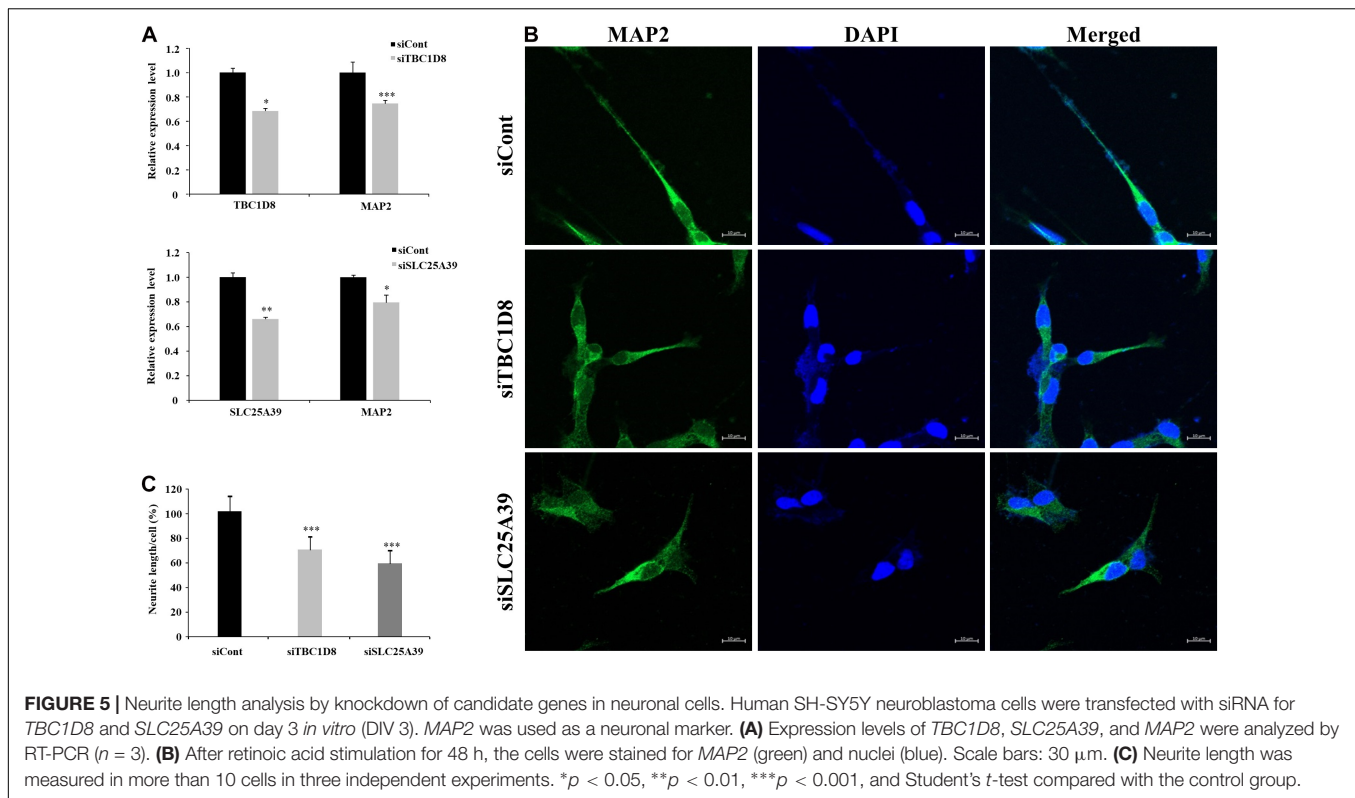 A
siCont
siTBC1D8
Relative expression level
1.2
1.0
0.8
0.6
0.4
0.2
0
*
***
TBC1D8
MAP2
siCont
siSLC25A39
Relative expression level
1.2
1.0
0.8
0.6
0.4
0.2
0
**
*
SLC25A39
MAP2
C
Neurite length/cell (%)
120
100
80
60
40
20
0
***
***
siCont
siTBC1D8
siSLC25A39
B
MAP2
DAPI
Merged
siCont
siTBC1D8
siSLC25A39
FIGURE 5 | Neurite length analysis by knockdown of candidate genes in neuronal cells. Human SH-SY5Y neuroblastoma cells were transfected with siRNA for
TBC1D8 and SLC25A39 on day 3 in vitro (DIV 3). MAP2 was used as a neuronal marker. (A) Expression levels of TBC1D8, SLC25A39, and MAP2 were analyzed by
RT-PCR (n = 3). (B) After retinoic acid stimulation for 48 h, the cells were stained for MAP2 (green) and nuclei (blue). Scale bars: 30 μm. (C) Neurite length was
measured in more than 10 cells in three independent experiments. *p < 0.05, **p < 0.01, ***p < 0.001, and Student's t-test compared with the control group.